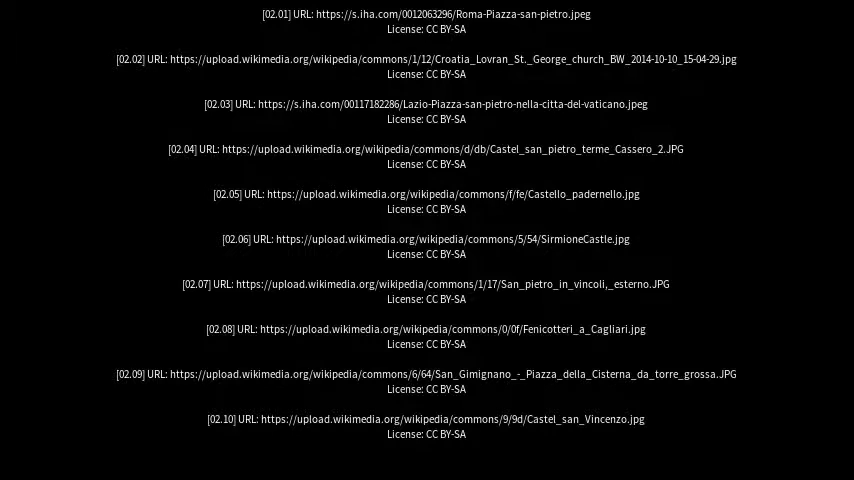 [02.01] URL: https://s.iha.com/0012063296/Roma-Piazza-san-pietro.jpeg
License: CC BY-SA
[02.02] URL: https://upload.wikimedia.org/wikipedia/commons/1/12/Croatia_Lovran_St._George_church_BW_2014-10-10_15-04-29.jpg
License: CC BY-SA
[02.03] URL: https://s.iha.com/00117182286/Lazio-Piazza-san-pietro-nella-citta-del-vaticano.jpeg
License: CC BY-SA
[02.04] URL: https://upload.wikimedia.org/wikipedia/commons/d/db/Castel_san_pietro_terme_Cassero_2.JPG
License: CC BY-SA
[02.05] URL: https://upload.wikimedia.org/wikipedia/commons/f/fe/Castello_padernello.jpg
License: CC BY-SA
[02.06] URL: https://upload.wikimedia.org/wikipedia/commons/5/54/SirmioneCastle.jpg
License: CC BY-SA
[02.07] URL: https://upload.wikimedia.org/wikipedia/commons/1/17/San_pietro_in_vincoli,_esterno.JPG
License: CC BY-SA
[02.08] URL: https://upload.wikimedia.org/wikipedia/commons/0/0f/Fenicotteri_a_Cagliari.jpg
License: CC BY-SA
[02.09] URL: https://upload.wikimedia.org/wikipedia/commons/6/64/San_Gimignano_-_Piazza_della_Cisterna_da_torre_grossa.JPG
License: CC BY-SA
[02.10] URL: https://upload.wikimedia.org/wikipedia/commons/9/9d/Castel_san_Vincenzo.jpg
License: CC BY-SA